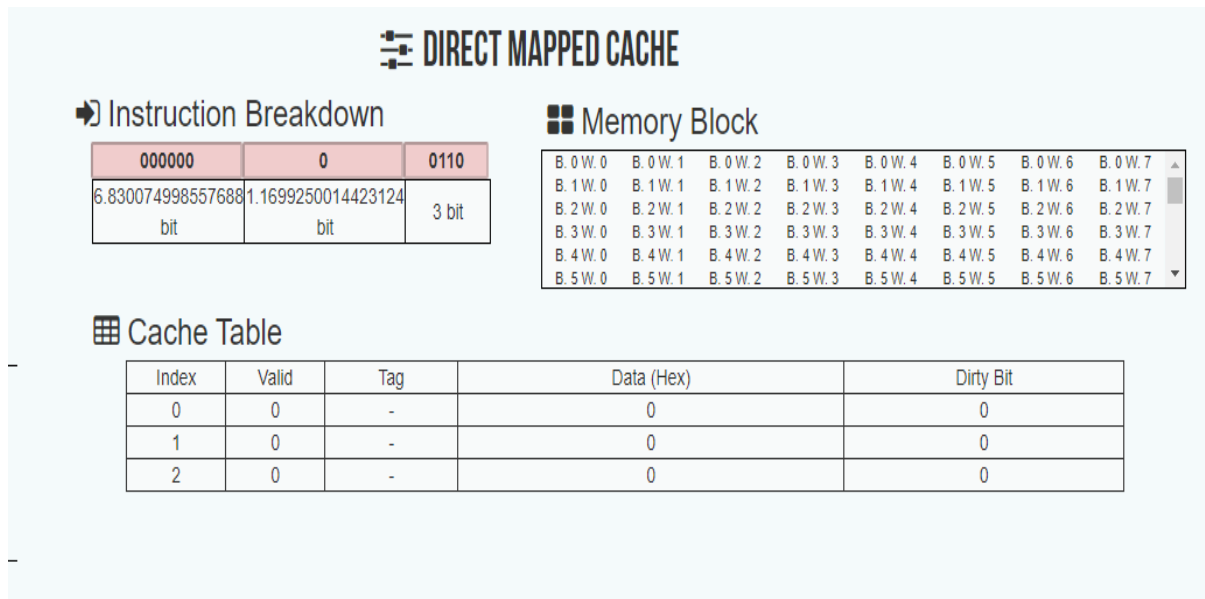 DIRECT MAPPED CACHE
Instruction Breakdown
000000 0 0110
6.830074998557688 bit 1.1699250014423124 bit 3 bit
Memory Block
B. 0 W. 0 B. 0 W. 1 B. 0 W. 2 B. 0 W. 3 B. 0 W. 4 B. 0 W. 5 B. 0 W. 6 B. 0 W. 7
B. 1 W. 0 B. 1 W. 1 B. 1 W. 2 B. 1 W. 3 B. 1 W. 4 B. 1 W. 5 B. 1 W. 6 B. 1 W. 7
B. 2 W. 0 B. 2 W. 1 B. 2 W. 2 B. 2 W. 3 B. 2 W. 4 B. 2 W. 5 B. 2 W. 6 B. 2 W. 7
B. 3 W. 0 B. 3 W. 1 B. 3 W. 2 B. 3 W. 3 B. 3 W. 4 B. 3 W. 5 B. 3 W. 6 B. 3 W. 7
B. 4 W. 0 B. 4 W. 1 B. 4 W. 2 B. 4 W. 3 B. 4 W. 4 B. 4 W. 5 B. 4 W. 6 B. 4 W. 7
B. 5 W. 0 B. 5 W. 1 B. 5 W. 2 B. 5 W. 3 B. 5 W. 4 B. 5 W. 5 B. 5 W. 6 B. 5 W. 7
Cache Table
Index Valid Tag Data (Hex) Dirty Bit
0 0 - 0 0
1 0 - 0 0
2 0 - 0 0